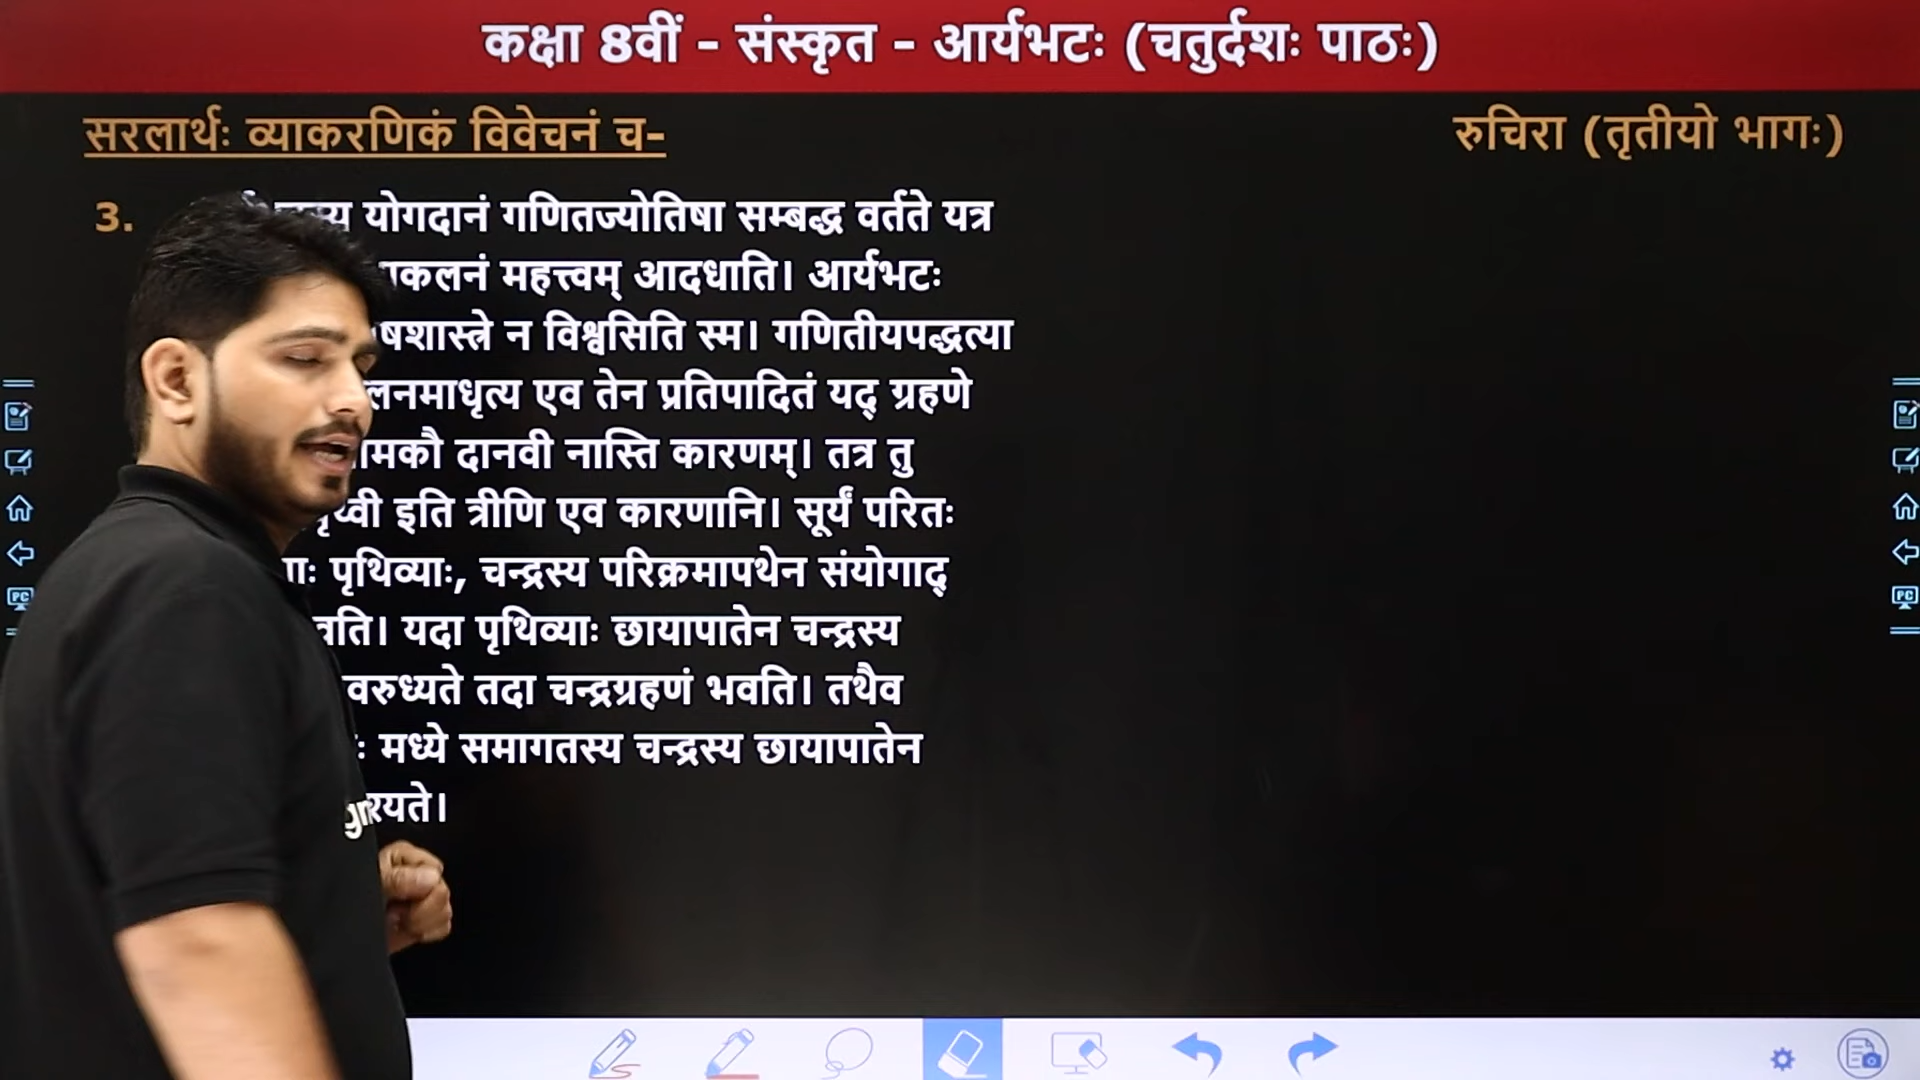 कक्षा 8वीं - संस्कृत - आर्यभटः (चतुर्दशः पाठः)
सरलार्थः व्याकरणिकं विवेचनं च-
रुचिरा (तृतीयो भागः)
3. योगदानं गणितज्योतिषा सम्बद्ध वर्तते यत्र
महत्त्वम् आदधाति। आर्यभटः
न विश्वसिति स्म। गणितीयपद्धत्या
एव तेन प्रतिपादितं यद् ग्रहणे
दानवी नास्ति कारणम्। तत्र तु
इति त्रीणि एव कारणानि। सूर्यं परितः
पृथिव्याः, चन्द्रस्य परिक्रमापथेन संयोगाद्
यदा पृथिव्याः छायापातेन चन्द्रस्य
तदा चन्द्रग्रहणं भवति। तथैव
मध्ये समागतस्य चन्द्रस्य छायापातेन
PC
PC